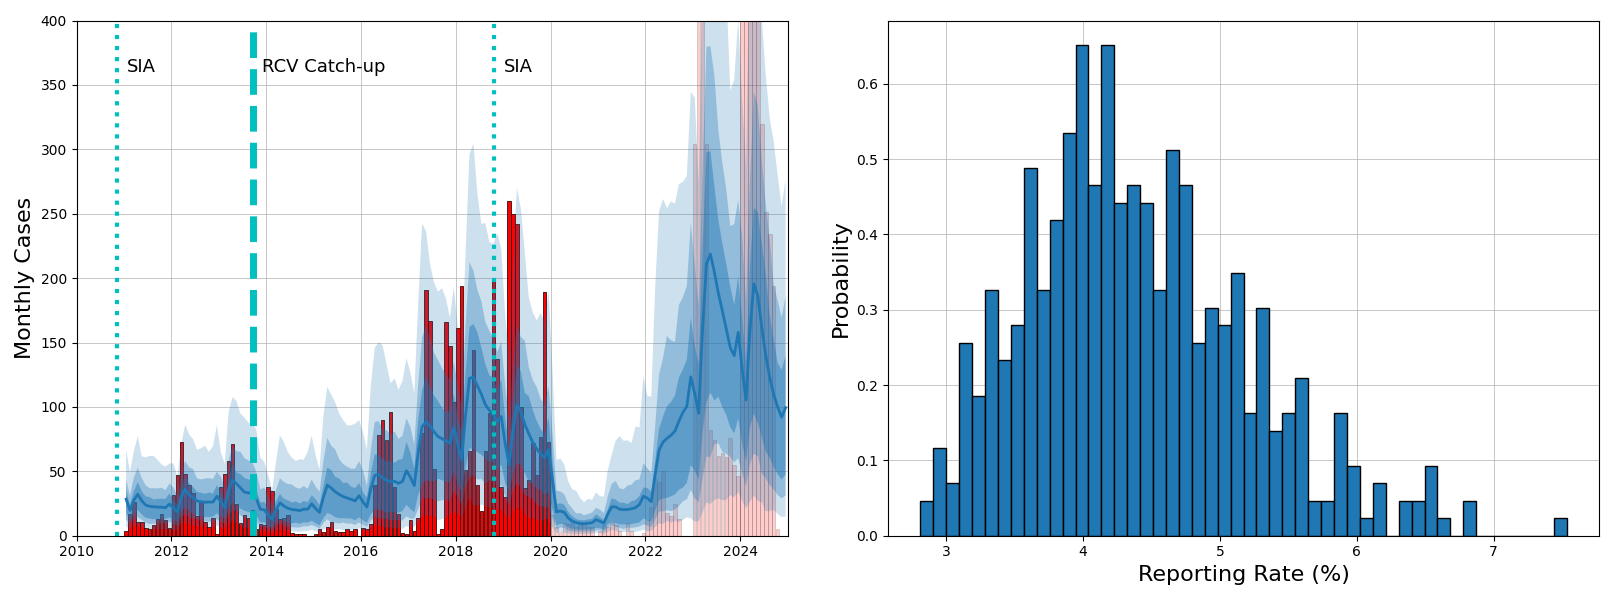 400
350
300
250
200
150
100
50
0
Monthly Cases
SIA
RCV Catch-up
SIA
2010 2012 2014 2016 2018 2020 2022 2024
0.6
0.5
0.4
0.3
0.2
0.1
0.0
Probability
3 4 5 6 7
Reporting Rate (%)